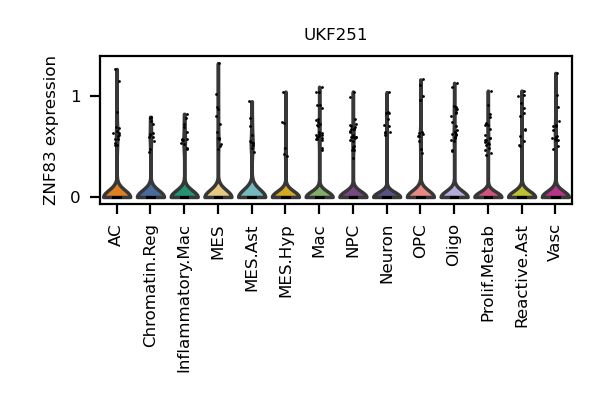 UKF251
ZNF83 expression
1
0
AC
Chromatin.Reg
Inflammatory.Mac
MES
MES.Ast
MES.Hyp
Mac
NPC
Neuron
OPC
Oligo
Prolif.Metab
Reactive.Ast
Vasc